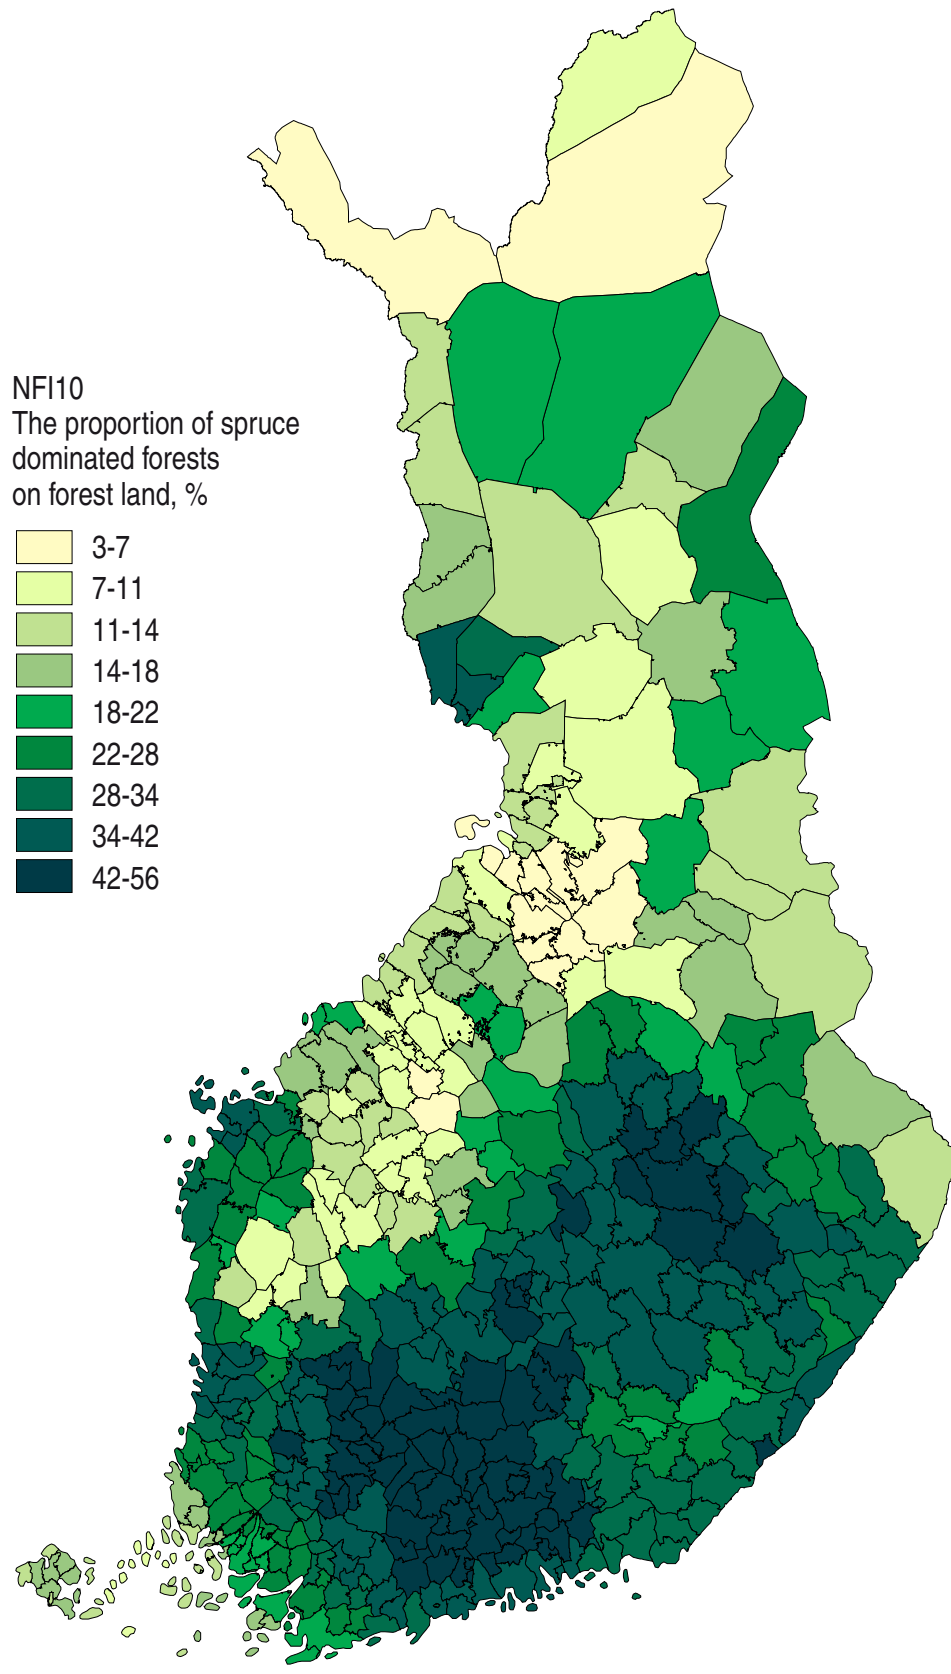 NFI10
The proportion of spruce
dominated forests
on forest land, %
3-7
7-11
11-14
14-18
18-22
22-28
28-34
34-42
42-56